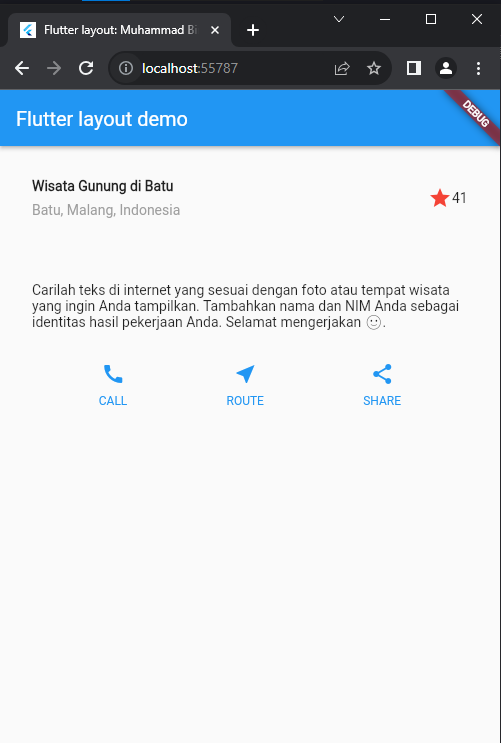 Flutter layout: Muhammad Bi
localhost:55787
Flutter layout demo
DEBUG
Wisata Gunung di Batu
Batu, Malang, Indonesia
41
Carilah teks di internet yang sesuai dengan foto atau tempat wisata
yang ingin Anda tampilkan. Tambahkan nama dan NIM Anda sebagai
identitas hasil pekerjaan Anda. Selamat mengerjakan 🙂.
CALL ROUTE SHARE